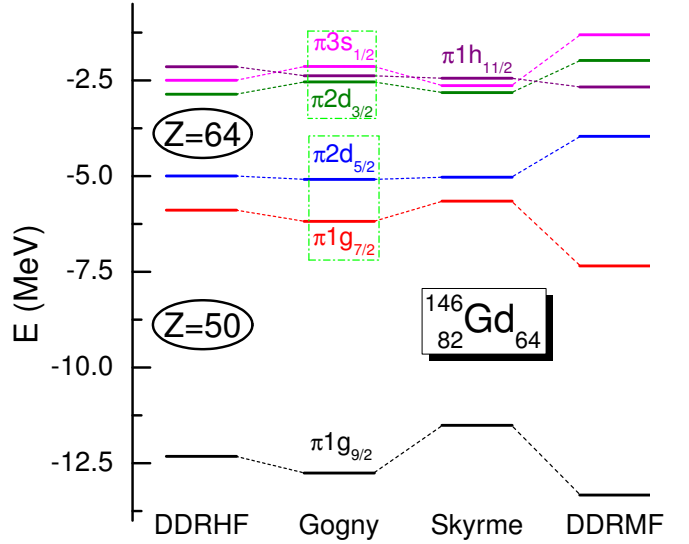 π3s1/2
π1h11/2
-2.5
π2d3/2
Z=64
π2d5/2
-5.0
π1g7/2
-7.5
E (MeV)
Z=50
146
82Gd64
-10.0
π1g9/2
-12.5
DDRHF Gogny Skyrme DDRMF